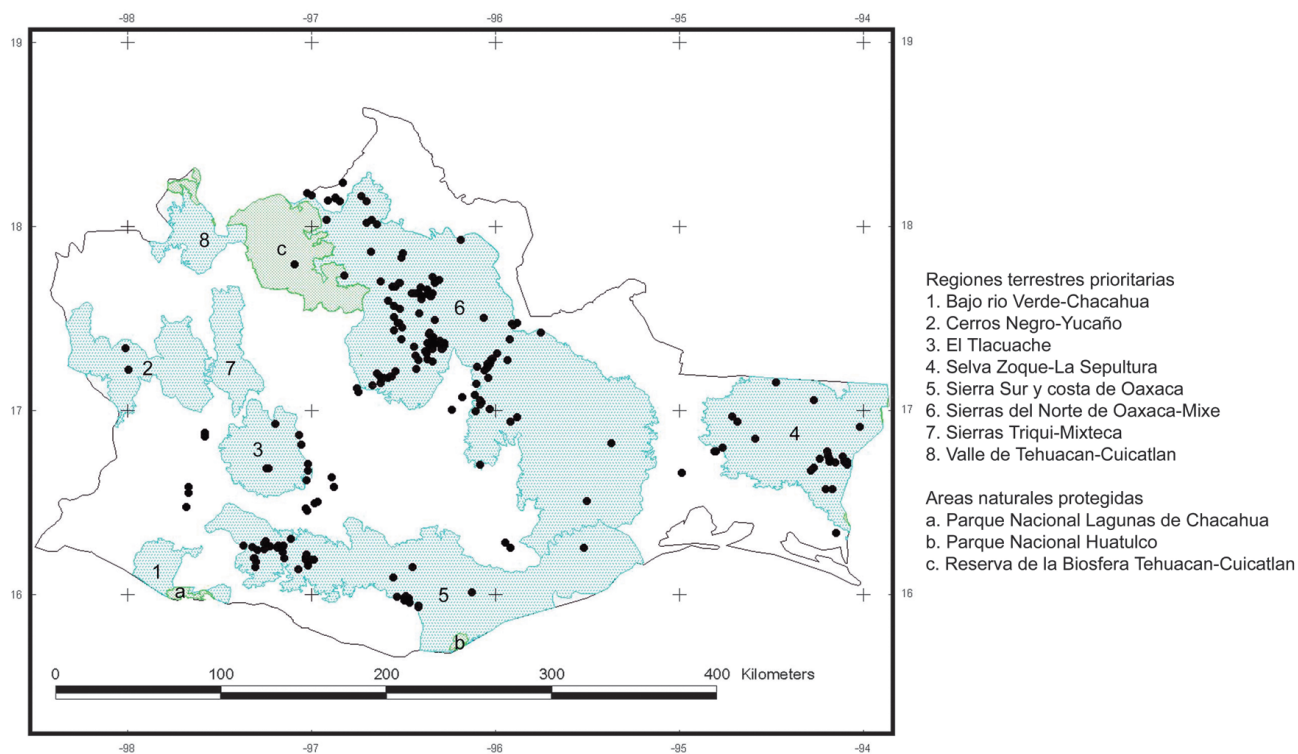 -98 -97 -96 -95 -94
19 19
18 18
8
c
6
2 7
17 17
3 4
1
a
16 5 16
b
0 100 200 300 400 Kilometers
-98 -97 -96 -95 -94
Regiones terrestres prioritarias
1. Bajo rio Verde-Chacahua
2. Cerros Negro-Yucaño
3. El Tlacuache
4. Selva Zoque-La Sepultura
5. Sierra Sur y costa de Oaxaca
6. Sierras del Norte de Oaxaca-Mixe
7. Sierras Triqui-Mixteca
8. Valle de Tehuacan-Cuicatlan
Areas naturales protegidas
a. Parque Nacional Lagunas de Chacahua
b. Parque Nacional Huatulco
c. Reserva de la Biosfera Tehuacan-Cuicatlan